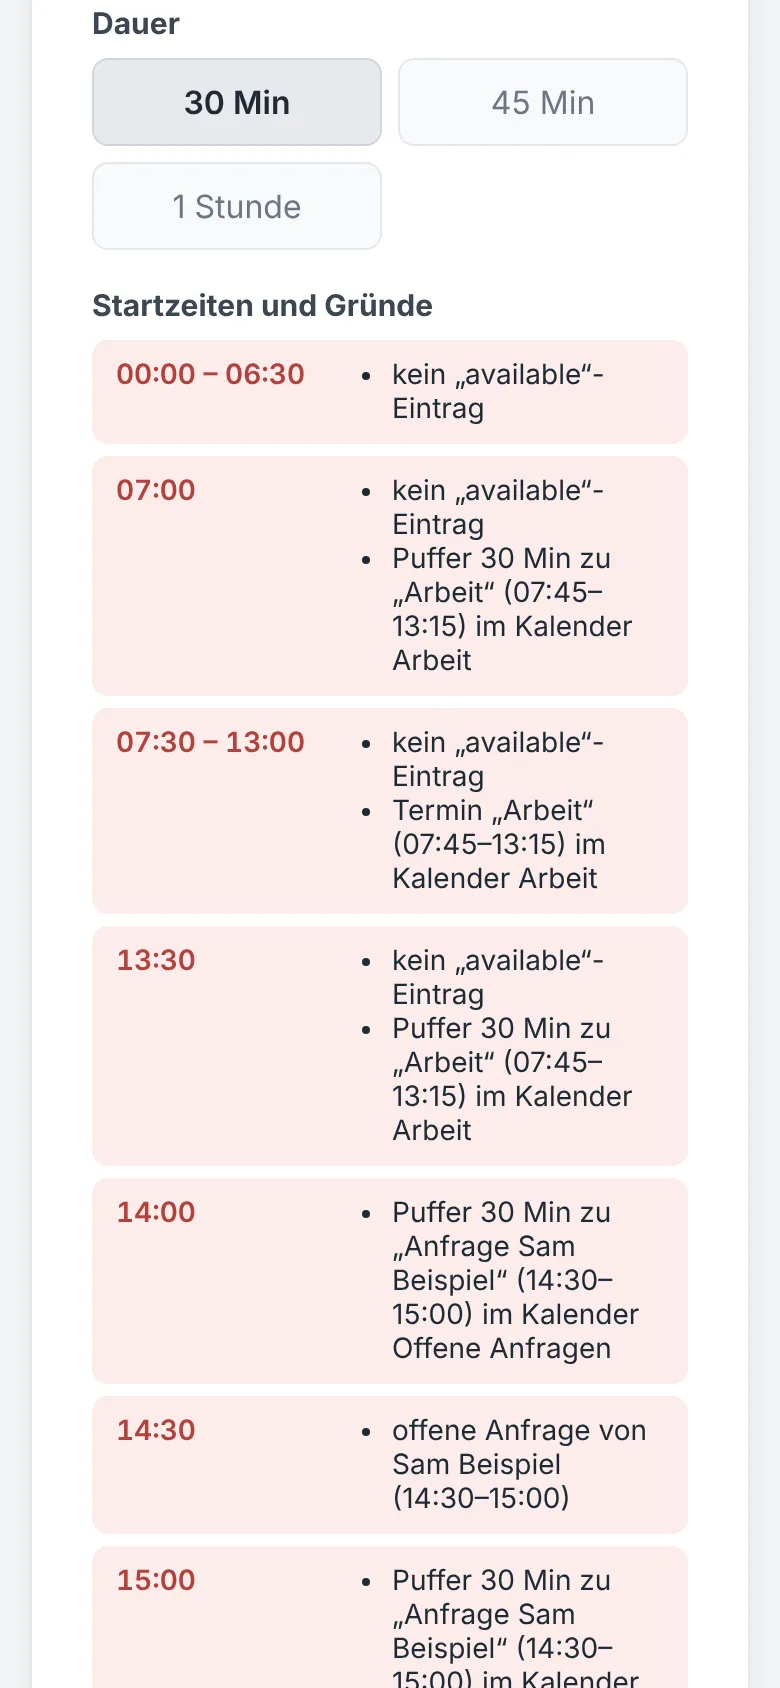 Dauer
30 Min
45 Min
1 Stunde
Startzeiten und Gründe
00:00 – 06:30
• kein „available“-
Eintrag
07:00
• kein „available“-
Eintrag
• Puffer 30 Min zu
„Arbeit“ (07:45–
13:15) im Kalender
Arbeit
07:30 – 13:00
• kein „available“-
Eintrag
• Termin „Arbeit“
(07:45–13:15) im
Kalender Arbeit
13:30
• kein „available“-
Eintrag
• Puffer 30 Min zu
„Arbeit“ (07:45–
13:15) im Kalender
Arbeit
14:00
• Puffer 30 Min zu
„Anfrage Sam
Beispiel“ (14:30–
15:00) im Kalender
Offene Anfragen
14:30
• offene Anfrage von
Sam Beispiel
(14:30–15:00)
15:00
• Puffer 30 Min zu
„Anfrage Sam
Beispiel“ (14:30–
15:00) im Kalender